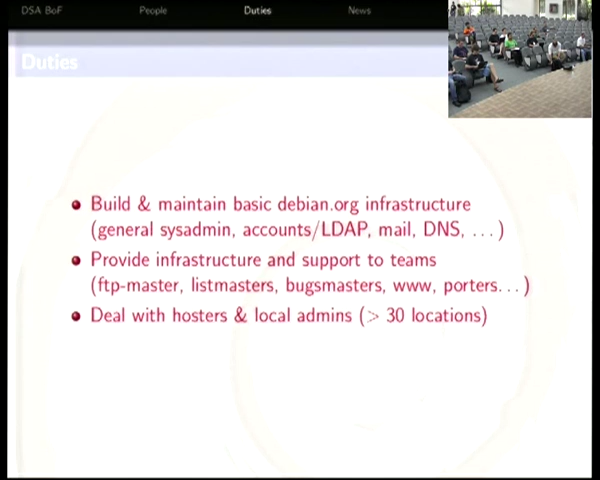 DSA BoF People Duties News
Duties
Build & maintain basic debian.org infrastructure
(general sysadmin, accounts/LDAP, mail, DNS, ...)
Provide infrastructure and support to teams
(ftp-master, listmasters, bugsmasters, www, porters...)
Deal with hosters & local admins (> 30 locations)